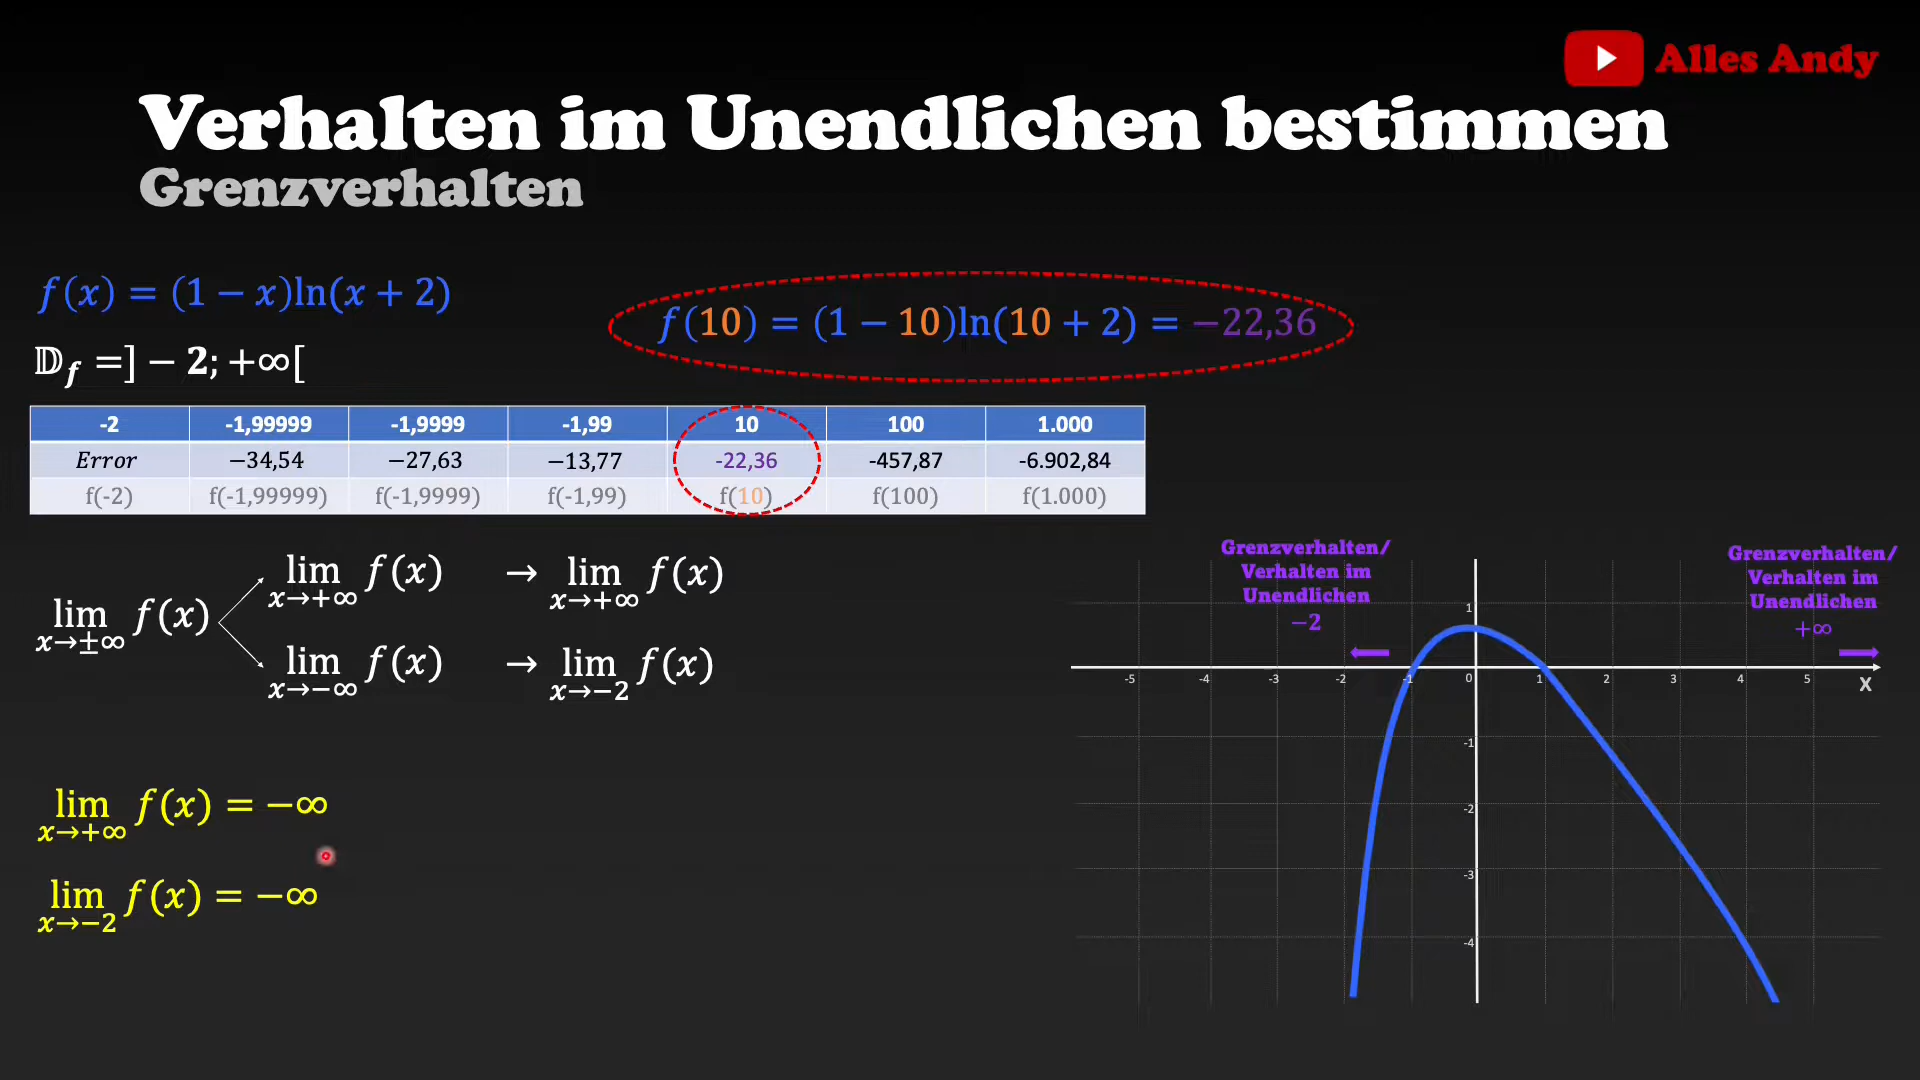 Alles Andy
Verhalten im Unendlichen bestimmen
Grenzverhalten
f(x) = (1 − x)ln(x + 2)
f(10) = (1 − 10)ln(10 + 2) = −22,36
𝔻f =] − 2; +∞[
-2 -1,99999 -1,9999 -1,99 10 100 1.000
Error −34,54 −27,63 −13,77 -22,36 -457,87 -6.902,84
f(-2) f(-1,99999) f(-1,9999) f(-1,99) f(10) f(100) f(1.000)
lim f(x)
x→±∞
lim f(x) → lim f(x)
x→+∞ x→+∞
lim f(x) → lim f(x)
x→−∞ x→−2
lim f(x) = −∞
x→+∞
lim f(x) = −∞
x→−2
Grenzverhalten/
Verhalten im
Unendlichen
−2
Grenzverhalten/
Verhalten im
Unendlichen
+∞
1
-5 -4 -3 -2 -1 0 1 2 3 4 5
X
-1
-2
-3
-4